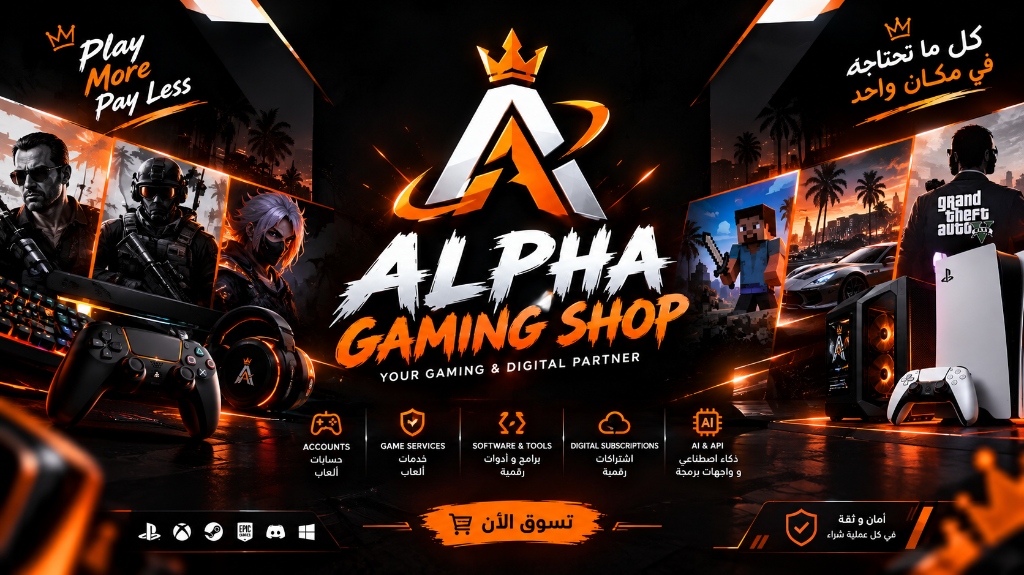 Play
More
Pay Less
كل ما تحتاجه
في مكان واحد
grand
theft
auto
V
ALPHA
GAMING SHOP
YOUR GAMING & DIGITAL PARTNER
ACCOUNTS
حسابات
ألعاب
GAME SERVICES
خدمات
ألعاب
SOFTWARE & TOOLS
برامج و أدوات
رقمية
DIGITAL SUBSCRIPTIONS
اشتراكات
رقمية
AI
AI & API
ذكاء اصطناعي
و واجهات برمجة
EPIC
GAMES
تسوق الأن
أمان و ثقة
في كل عملية شراء